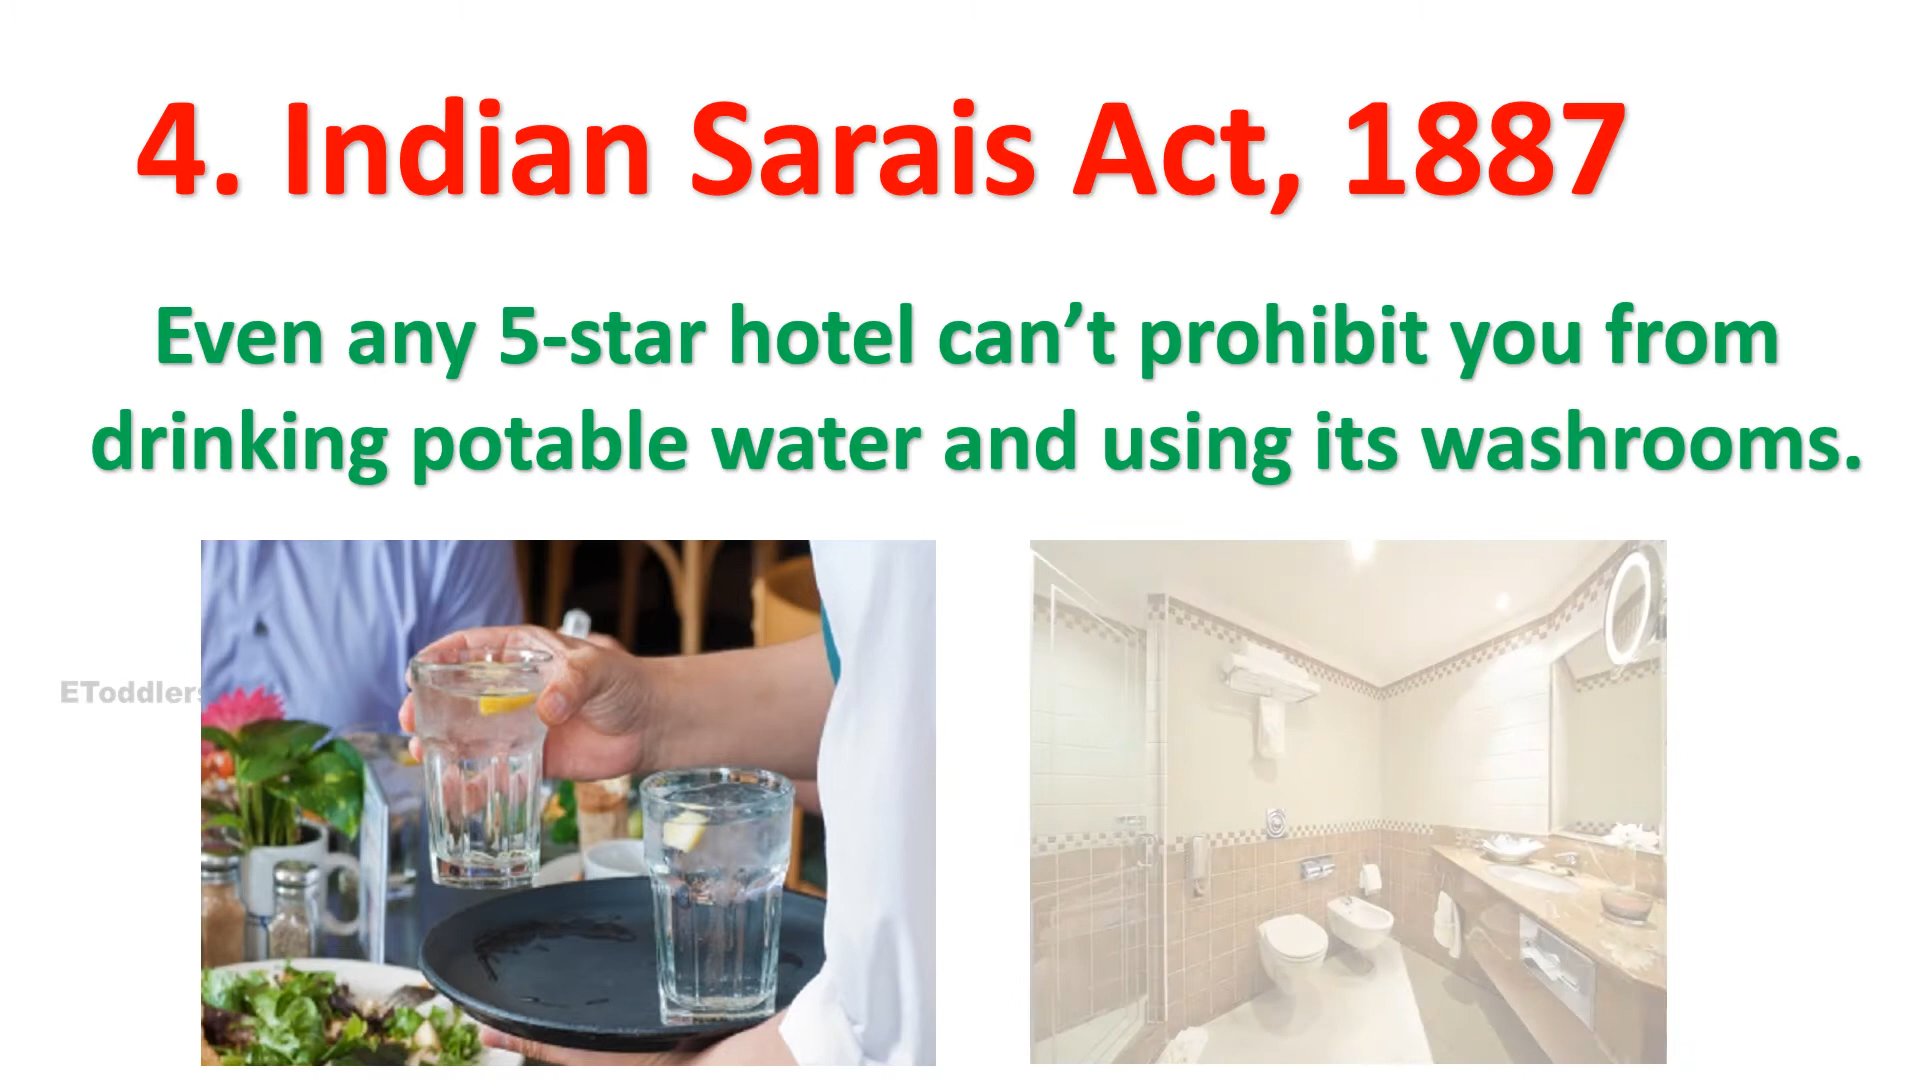 4. Indian Sarais Act, 1887
Even any 5-star hotel can’t prohibit you from
drinking potable water and using its washrooms.
EToddlers